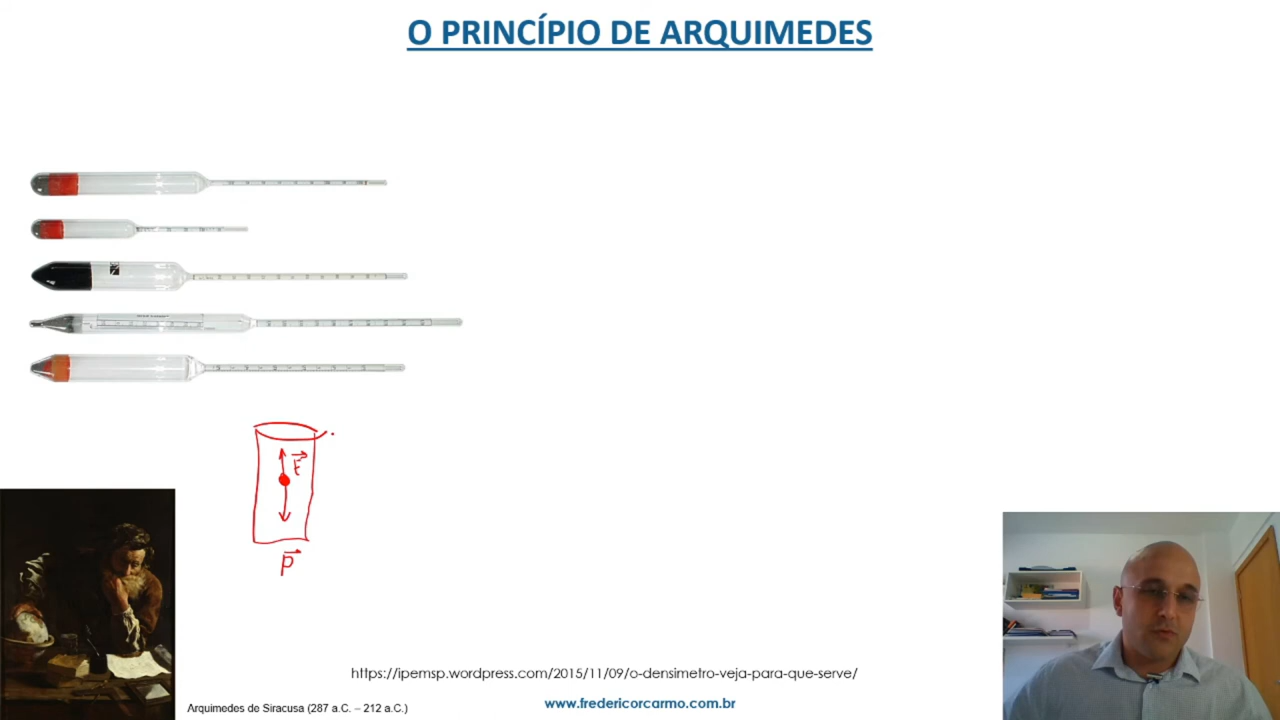 O PRINCÍPIO DE ARQUIMEDES
E
P
https://ipemsp.wordpress.com/2015/11/09/o-densimetro-veja-para-que-serve/
www.fredericorcarmo.com.br
Arquimedes de Siracusa (287 a.C. – 212 a.C.)